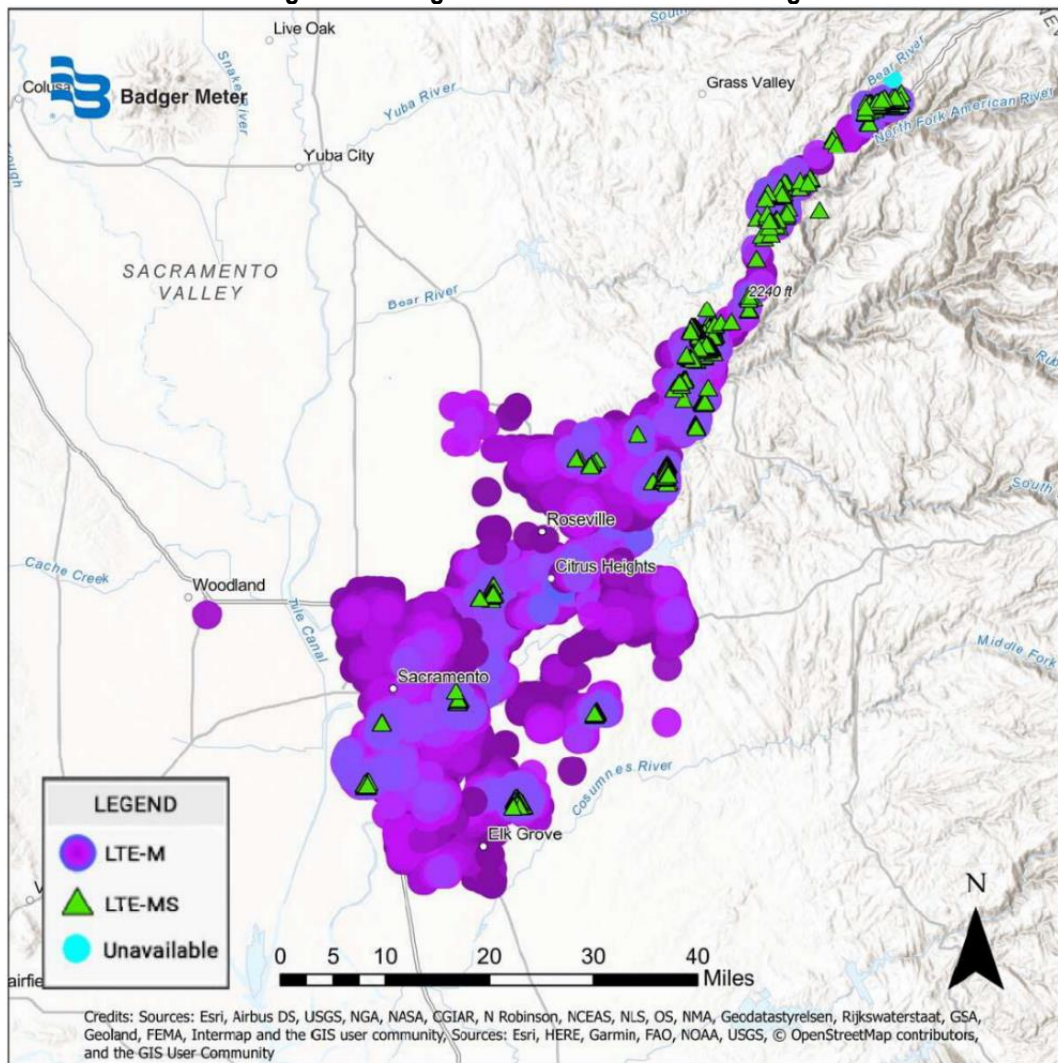 Live Oak
Colusa
Badger Meter
Snake River
Yuba River
Grass Valley
Bear River
North Fork American River
Yuba City
SACRAMENTO
VALLEY
Bear River
2240 ft
Roseville
Citrus Heights
Cache Creek
Woodland
Tile Canal
Middle Fork
Sacramento
Cosumnes River
Elk Grove
LEGEND
LTE-M
LTE-MS
Unavailable
N
0 10 20 30 40
Miles
Credits: Sources: Esri, Airbus DS, USGS, NGA, NASA, CGIAR, N Robinson, NCEAS, NLS, OS, NMA, Geodatastyrelsen, Rijkswaterstaat, GSA,
Geoland, FEMA, Intermap and the GIS user community, Sources: Esri, HERE, Garmin, FAO, NOAA, USGS, © OpenStreetMap contributors,
and the GIS User Community